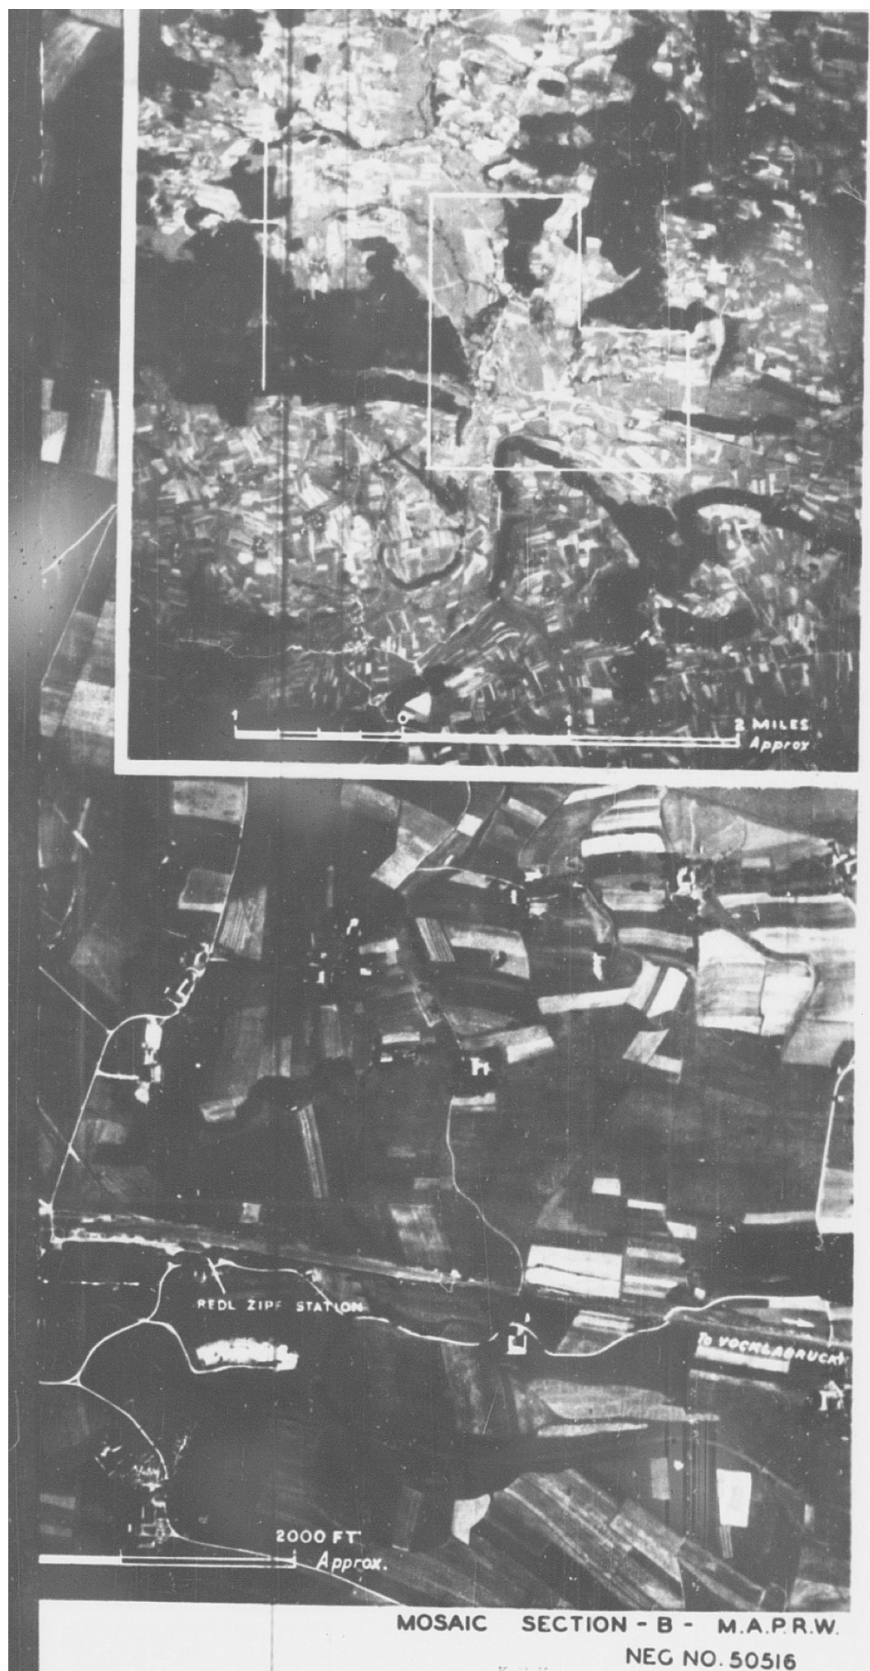 1 0 1 2 MILES
Approx
REDL ZIPF STATION
To VOCKLABRUCK
2000 FT
Approx.
MOSAIC SECTION - B - M.A.P.R.W.
NEG NO. 50516